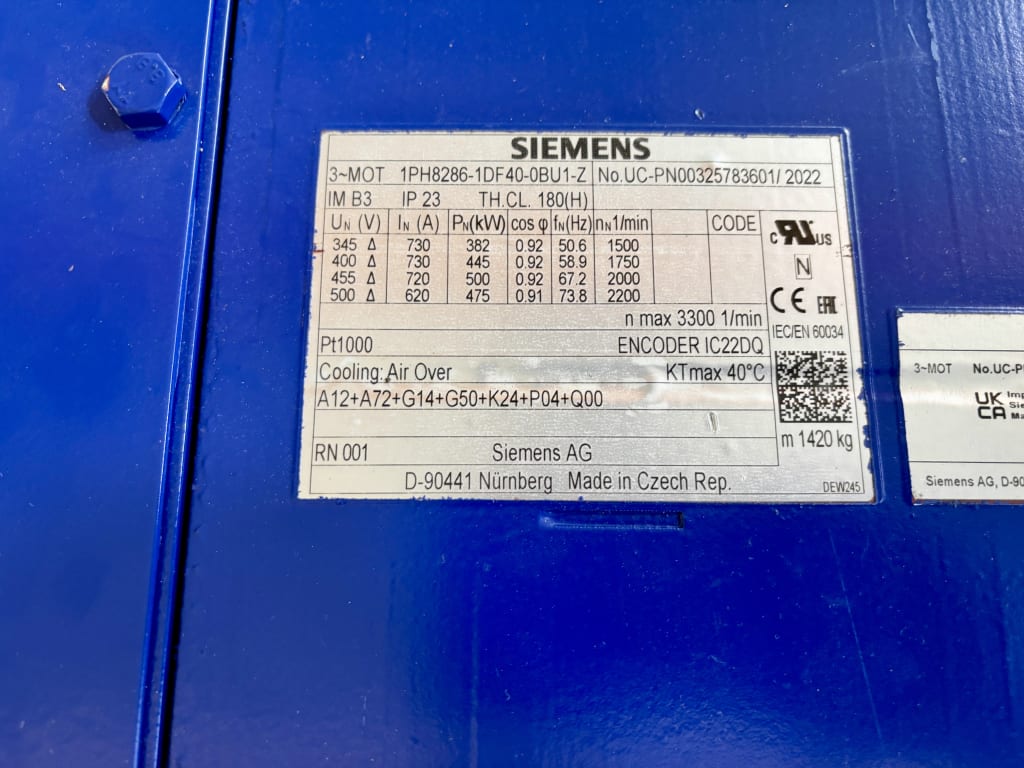 SIEMENS
3~MOT 1PH8286-1DF40-0BU1-Z No.UC-PN00325783601/ 2022
IM B3 IP 23 TH.CL. 180(H)
UN (V) IN (A) PN(kW) cos φ fN(Hz) nN1/min CODE
345 Δ 730 382 0.92 50.6 1500
400 Δ 730 445 0.92 58.9 1750
455 Δ 720 500 0.92 67.2 2000
500 Δ 620 475 0.91 73.8 2200
c RU US
N
CE EAC
n max 3300 1/min
IEC/EN 60034
Pt1000 ENCODER IC22DQ
Cooling: Air Over KTmax 40°C
A12+A72+G14+G50+K24+P04+Q00
m 1420 kg
RN 001 Siemens AG
D-90441 Nürnberg Made in Czech Rep.
DEW245
3~MOT No.UC-P
UK CA
Imp
Sie
Ma
Siemens AG, D-90